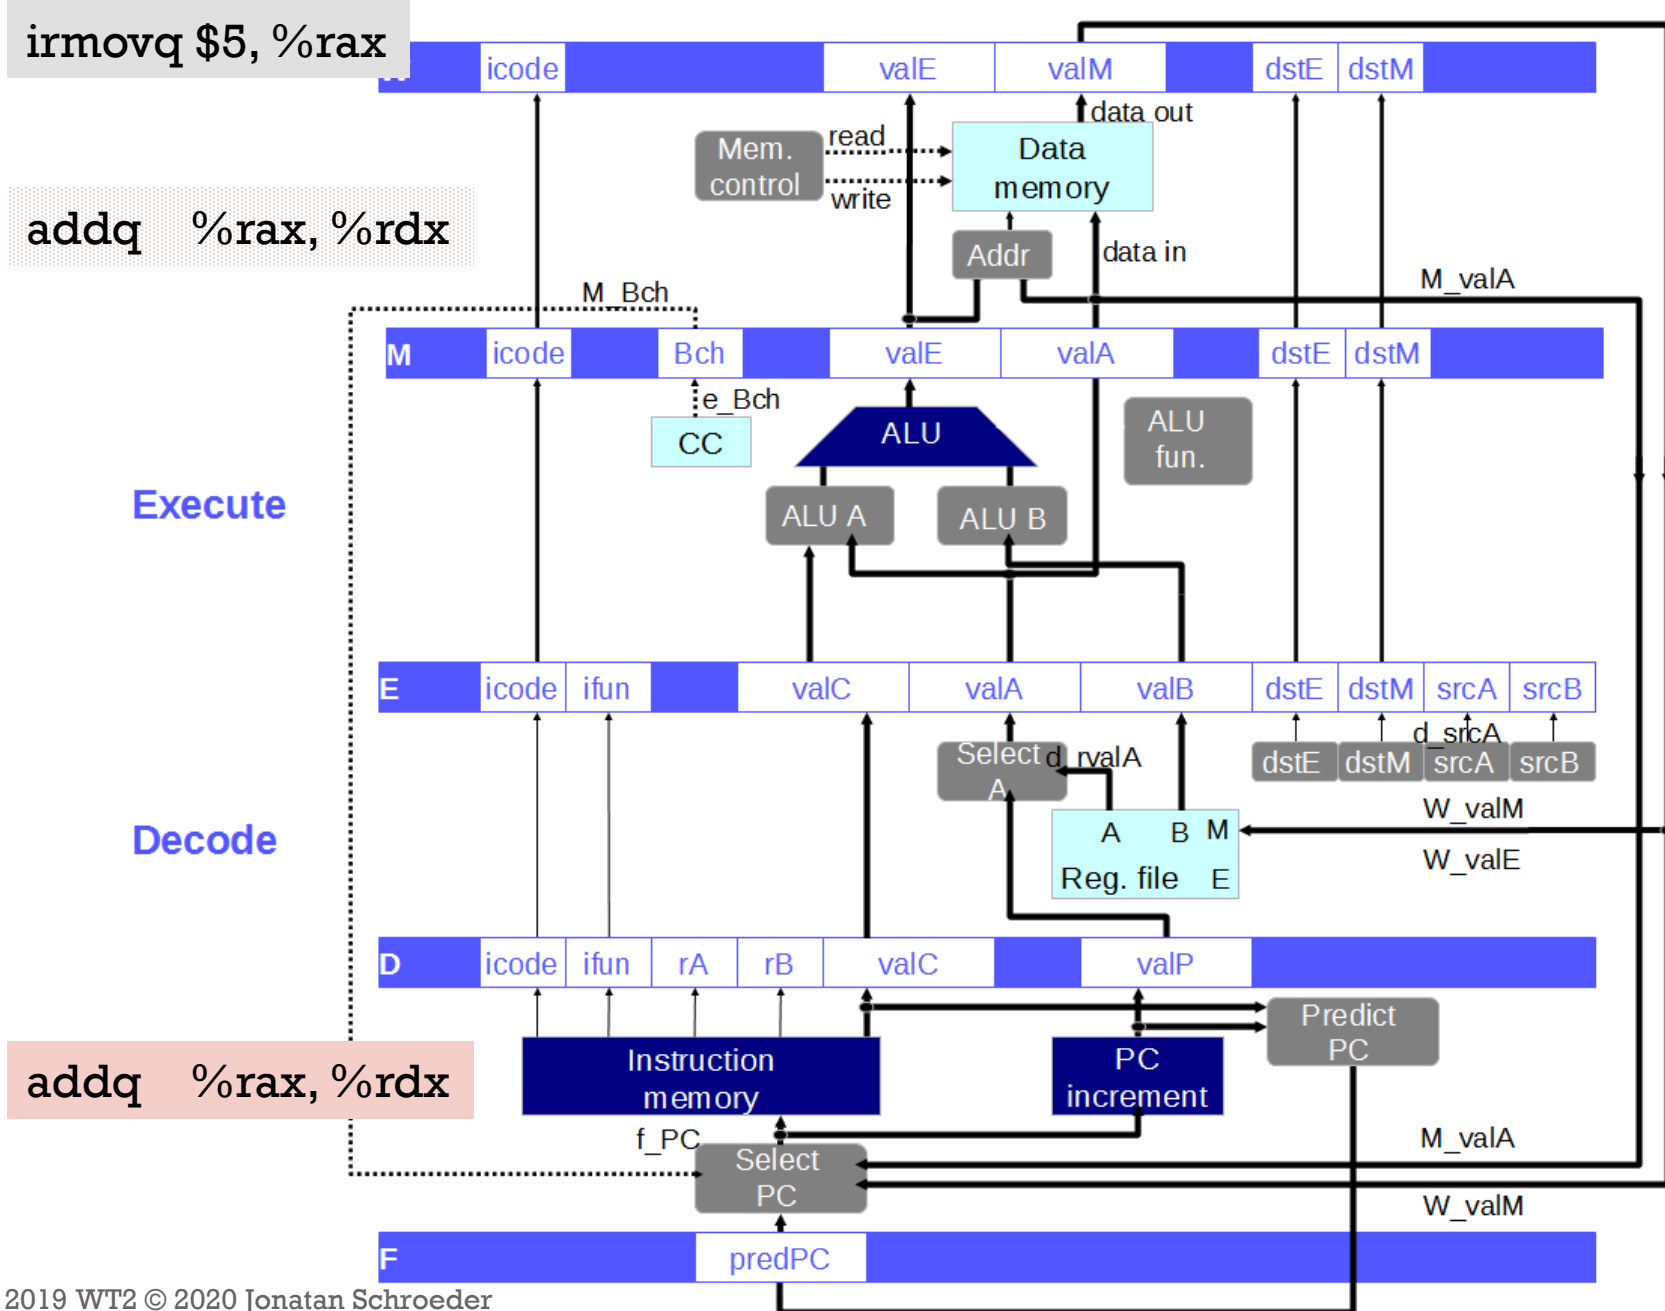 irmovq $5, %rax
icode valE valM dstE dstM
data out
Mem. control
read
write
Data memory
addq %rax, %rdx
Addr
data in
M_valA
M_Bch
M icode Bch valE valA dstE dstM
e_Bch
CC
ALU
ALU fun.
Execute
ALU A
ALU B
E icode ifun valC valA valB dstE dstM srcA srcB
d_srcA
Select A
d_rvalA
dstE dstM srcA srcB
W_valM
Decode
A B M
W_valE
Reg. file E
D icode ifun rA rB valC valP
Predict PC
Instruction memory
PC increment
addq %rax, %rdx
f_PC
M_valA
Select PC
W_valM
F predPC
2019 WT2 © 2020 Jonatan Schroeder